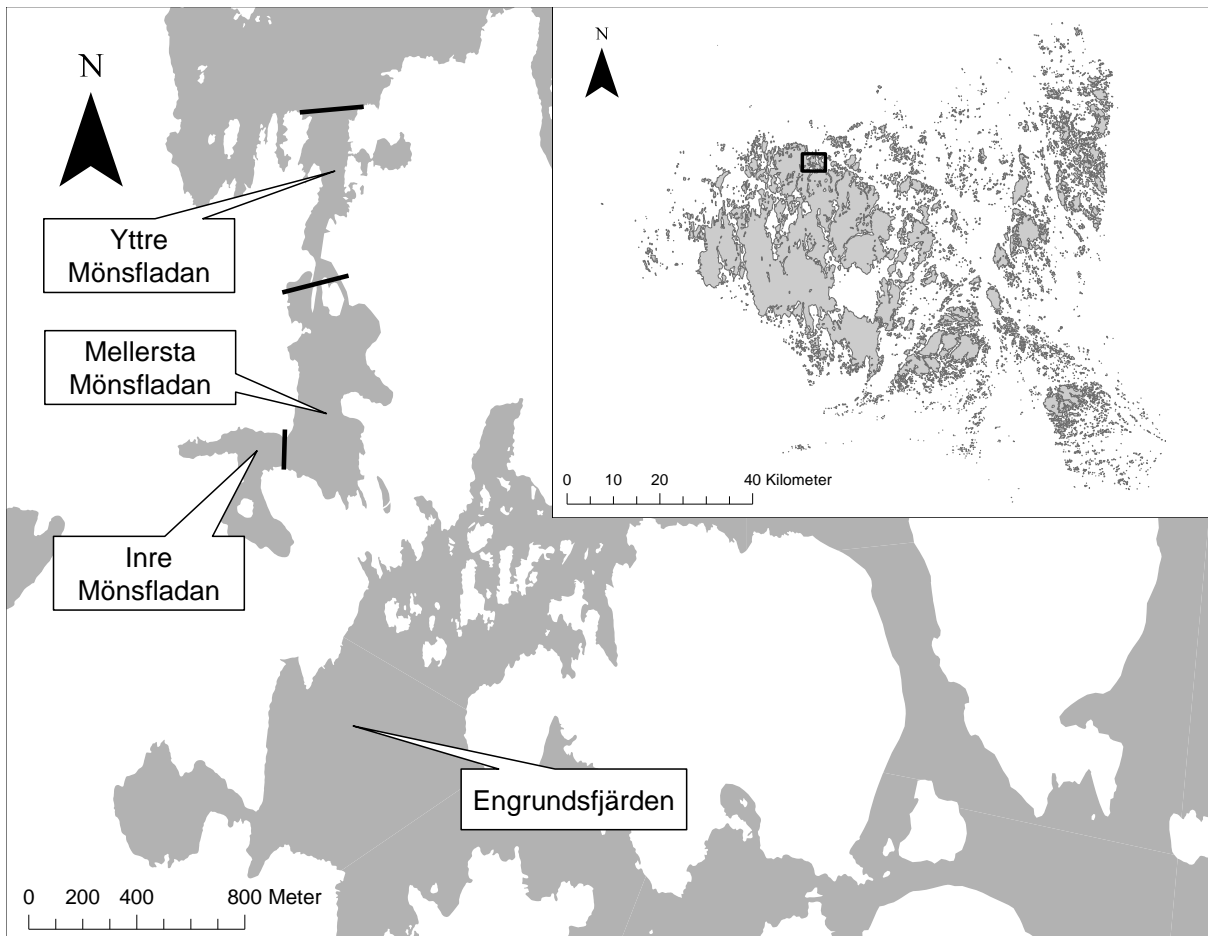 N
N
Yttre
Mönsfladan
Mellersta
Mönsfladan
0 10 20 40 Kilometer
Inre
Mönsfladan
Engrundsfjärden
0 200 400 800 Meter